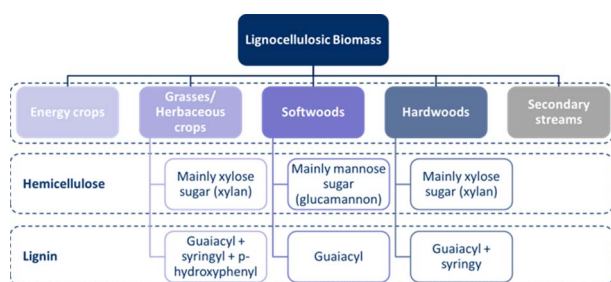 Lignocellulosic Biomass
Energy crops
Grasses/
Herbaceous
crops
Softwoods
Hardwoods
Secondary
streams
Hemicellulose
Mainly xylose
sugar (xylan)
Mainly mannose
sugar
(glucamannon)
Mainly xylose
sugar (xylan)
Lignin
Guaiacyl +
syringyl + p-
hydroxyphenyl
Guaiacyl
Guaiacyl +
syringy